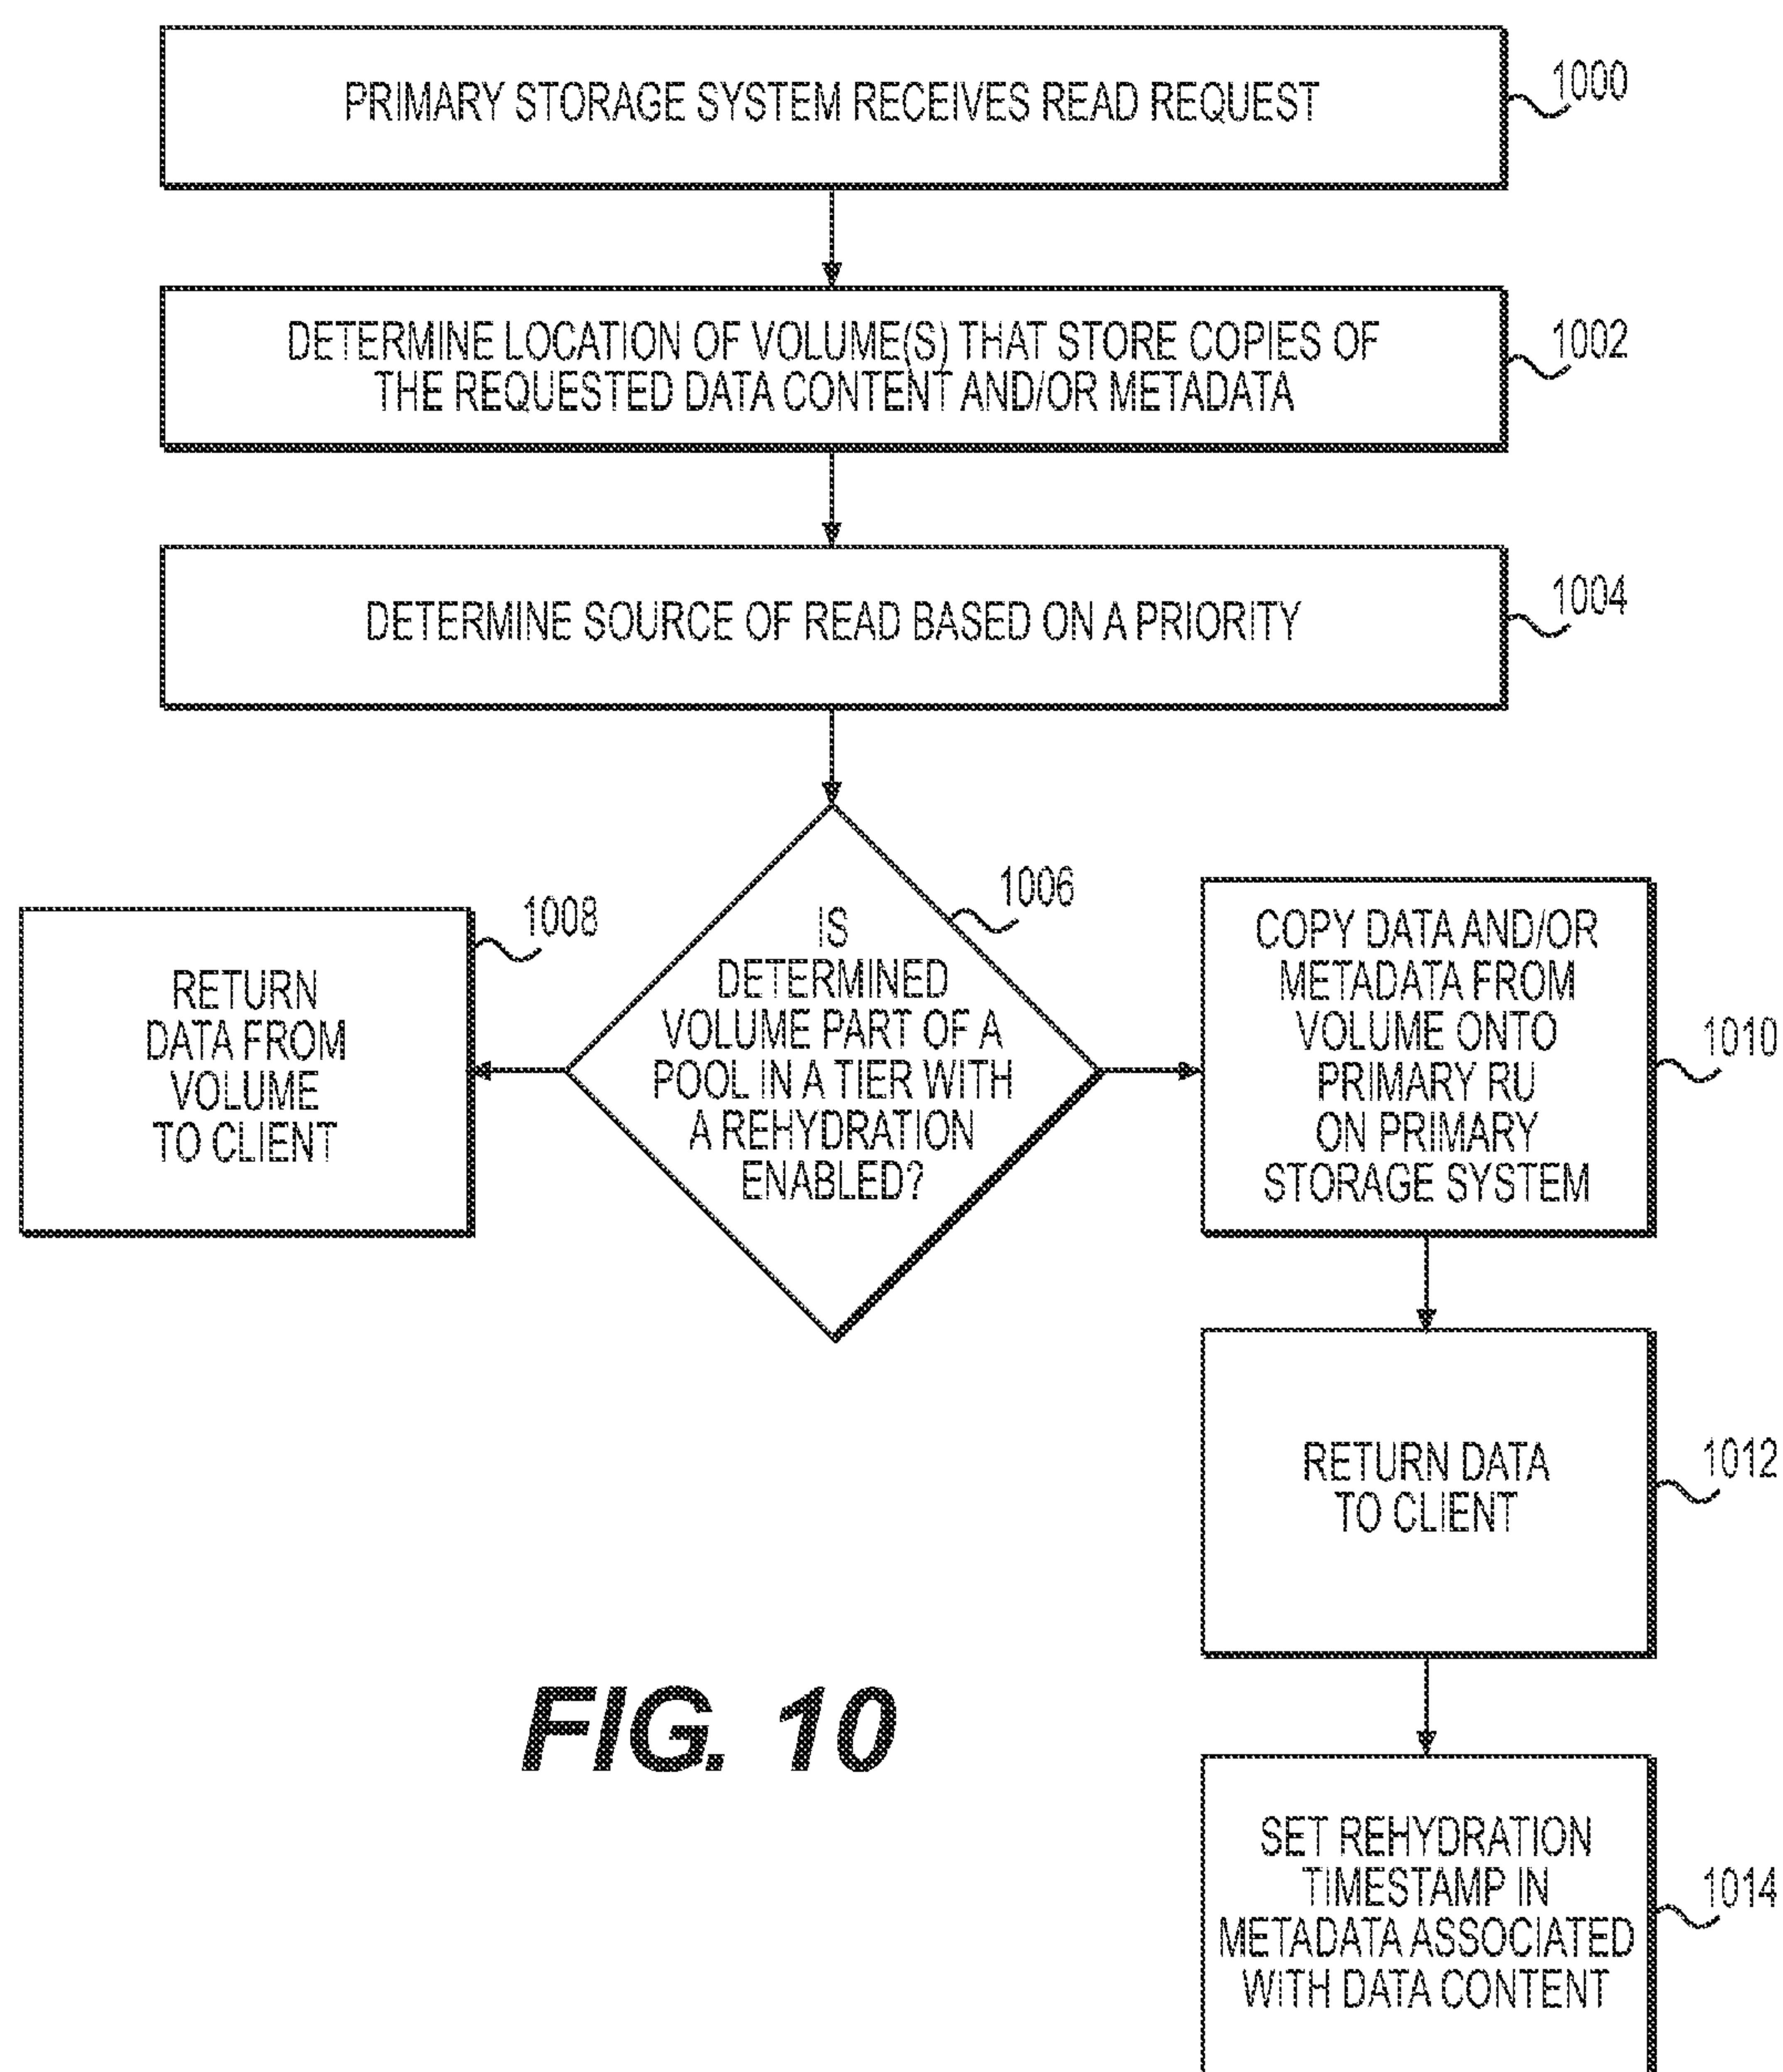 PRIMARY STORAGE SYSTEM RECEIVES READ REQUEST
1000
DETERMINE LOCATION OF VOLUME(S) THAT STORE COPIES OF
THE REQUESTED DATA CONTENT AND/OR METADATA
1002
DETERMINE SOURCE OF READ BASED ON A PRIORITY
1004
IS
DETERMINED
VOLUME PART OF A
POOL IN A TIER WITH
A REHYDRATION
ENABLED?
1006
RETURN
DATA FROM
VOLUME
TO CLIENT
1008
COPY DATA AND/OR
METADATA FROM
VOLUME ONTO
PRIMARY RU
ON PRIMARY
STORAGE SYSTEM
1010
RETURN DATA
TO CLIENT
1012
SET REHYDRATION
TIMESTAMP IN
METADATA ASSOCIATED
WITH DATA CONTENT
1014
FIG. 10